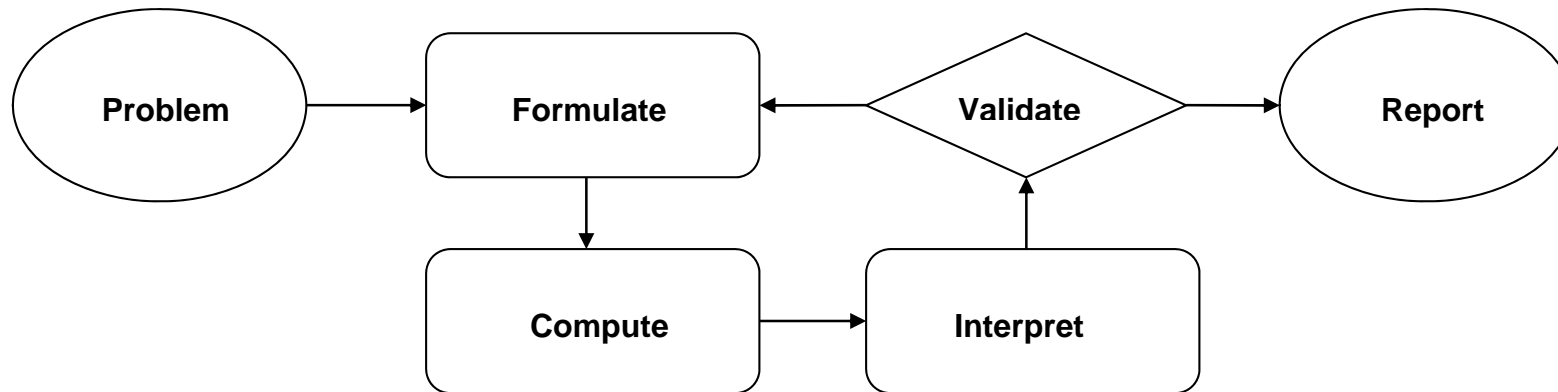 Problem
Formulate
Validate
Report
Compute
Interpret